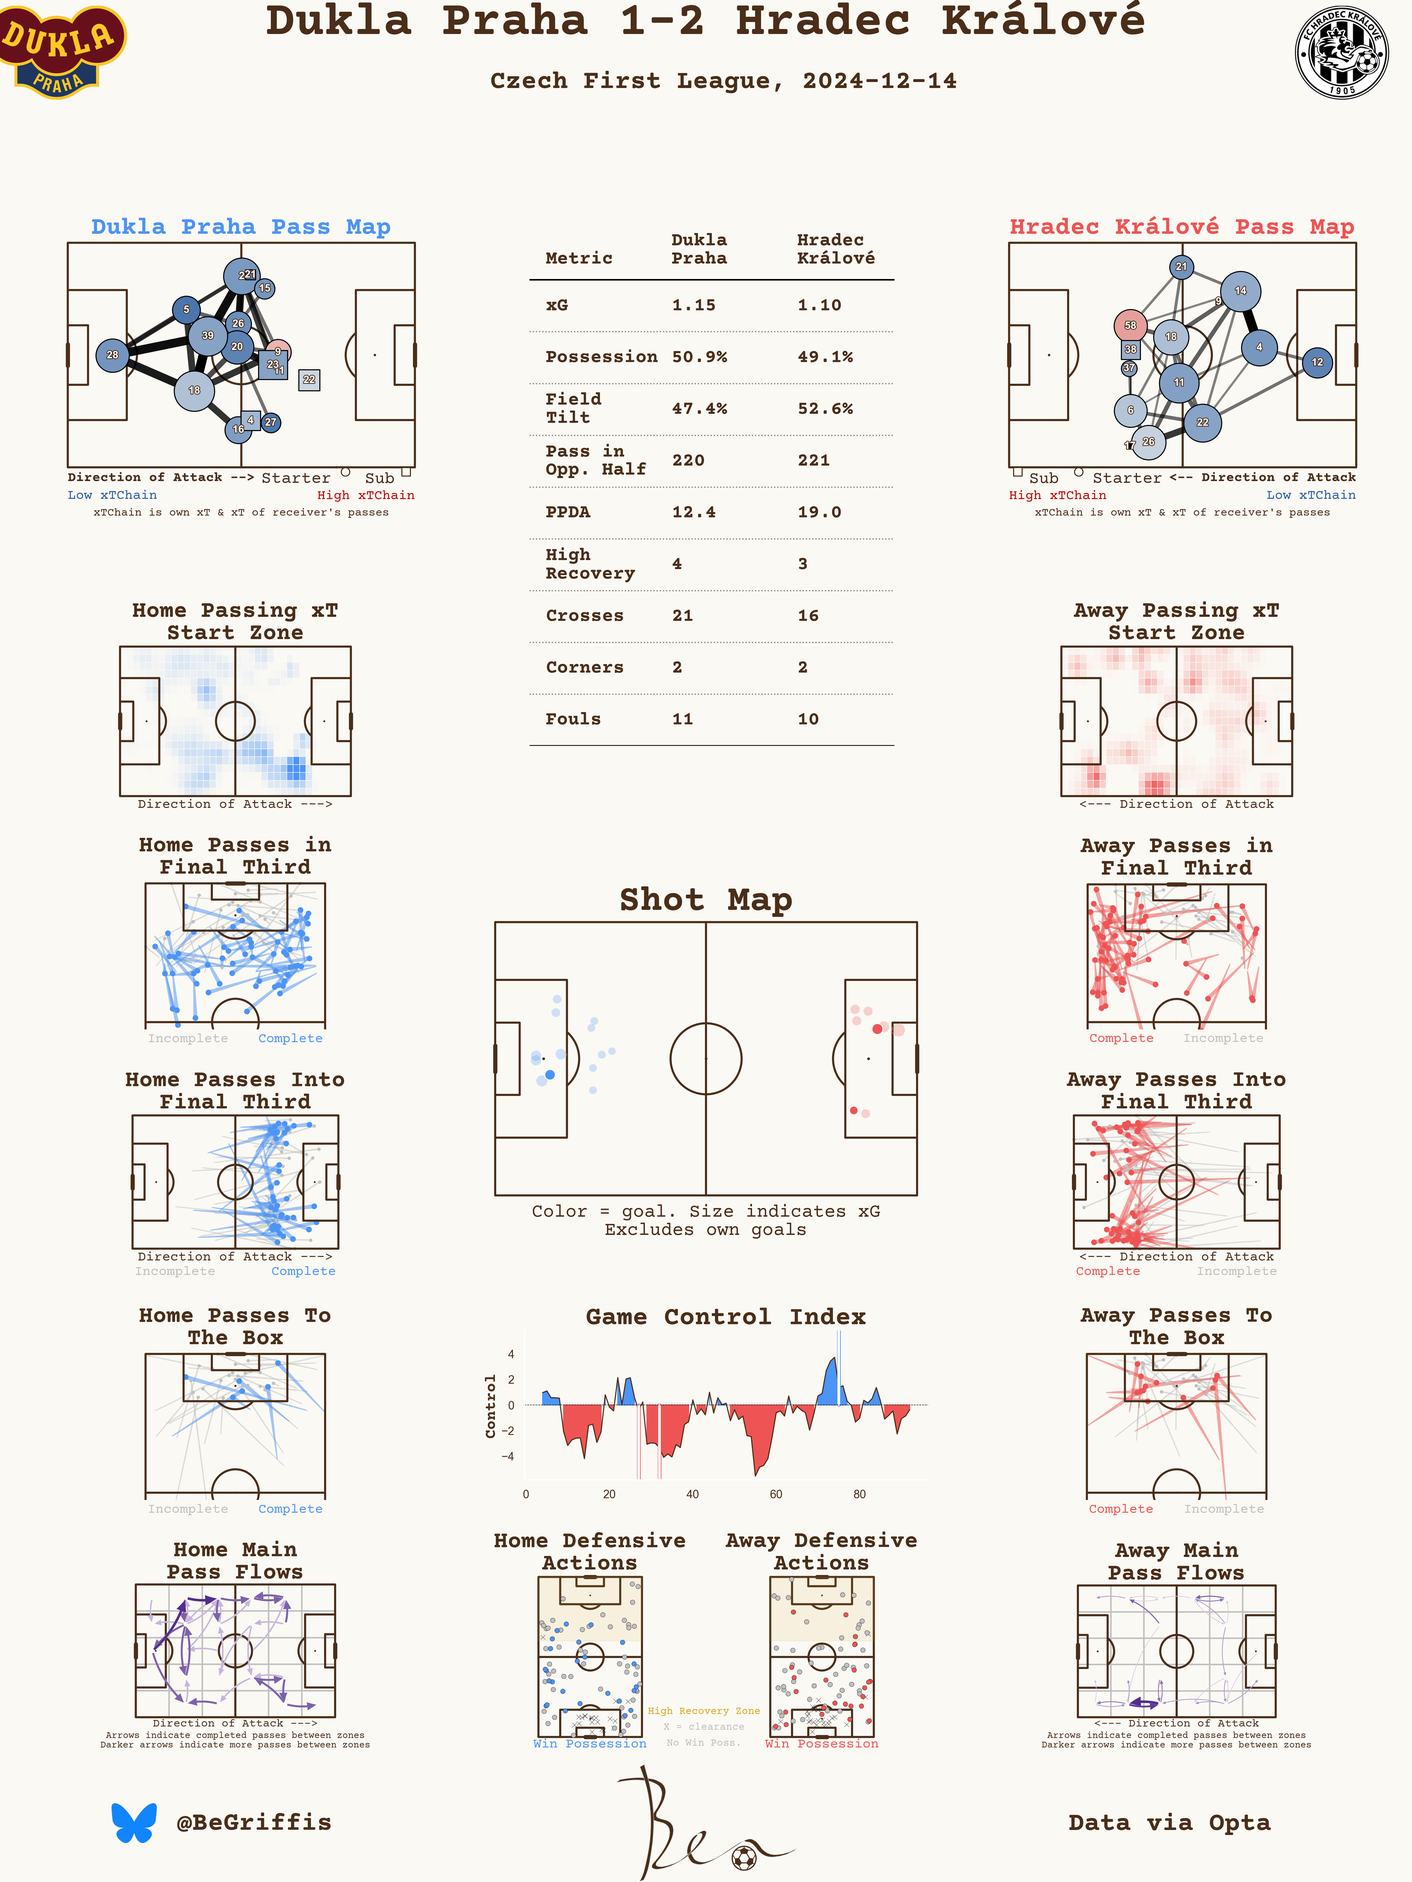 Dukla Praha 1-2 Hradec Králové
Czech First League, 2024-12-14
DUKLA
PRAHA
FC HRADEC KRÁLOVÉ
1905
Dukla Praha Pass Map
28
5
39
18
26
20
21
15
9
23
11
22
4
16
27
Direction of Attack --> Starter Sub
Low xTChain High xTChain
xTChain is own xT & xT of receiver's passes
Metric Dukla Praha Hradec Králové
xG 1.15 1.10
Possession 50.9% 49.1%
Field Tilt 47.4% 52.6%
Pass in Opp. Half 220 221
PPDA 12.4 19.0
High Recovery 4 3
Crosses 21 16
Corners 2 2
Fouls 11 10
Hradec Králové Pass Map
21
14
9
58
18
38
37
4
12
11
6
22
26
17
Sub Starter <-- Direction of Attack
High xTChain Low xTChain
xTChain is own xT & xT of receiver's passes
Home Passing xT
Start Zone
Direction of Attack --->
Away Passing xT
Start Zone
<--- Direction of Attack
Home Passes in
Final Third
Incomplete Complete
Away Passes in
Final Third
Complete Incomplete
Shot Map
Color = goal. Size indicates xG
Excludes own goals
Home Passes Into
Final Third
Direction of Attack --->
Incomplete Complete
Away Passes Into
Final Third
<--- Direction of Attack
Complete Incomplete
Home Passes To
The Box
Incomplete Complete
Game Control Index
Control
4
2
0
−2
−4
0 20 40 60 80
Away Passes To
The Box
Complete Incomplete
Home Main
Pass Flows
Direction of Attack --->
Arrows indicate completed passes between zones
Darker arrows indicate more passes between zones
Home Defensive
Actions
Win Possession
Away Defensive
Actions
Win Possession
High Recovery Zone
X = clearance
No Win Poss.
Away Main
Pass Flows
<--- Direction of Attack
Arrows indicate completed passes between zones
Darker arrows indicate more passes between zones
@BeGriffis
Ben
Data via Opta